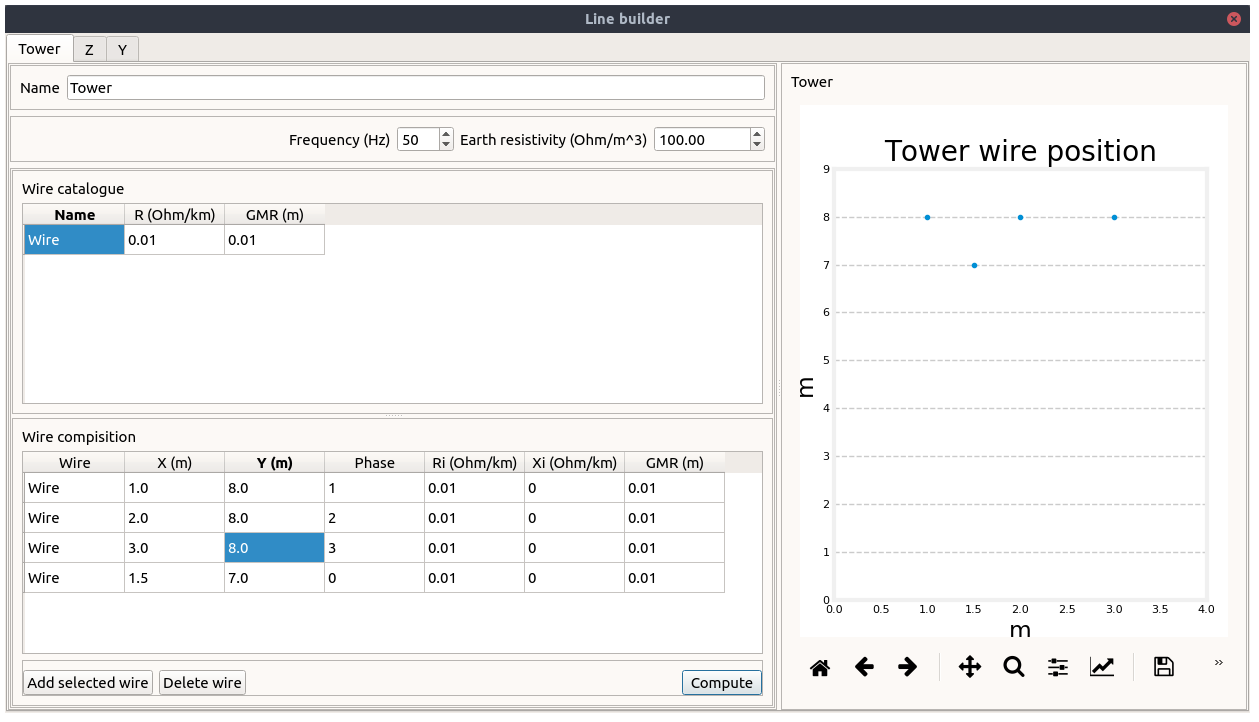 Line builder
Tower Z Y
Name Tower
Frequency (Hz) 50 Earth resistivity (Ohm/m^3) 100.00
Wire catalogue
Name R (Ohm/km) GMR (m)
Wire 0.01 0.01
Wire compisition
Wire X (m) Y (m) Phase Ri (Ohm/km) Xi (Ohm/km) GMR (m)
Wire 1.0 8.0 1 0.01 0 0.01
Wire 2.0 8.0 2 0.01 0 0.01
Wire 3.0 8.0 3 0.01 0 0.01
Wire 1.5 7.0 0 0.01 0 0.01
Add selected wire Delete wire Compute
Tower
Tower wire position
9
8
7
6
5
4
3
2
1
0
m
0.0 0.5 1.0 1.5 2.0 2.5 3.0 3.5 4.0
m
»